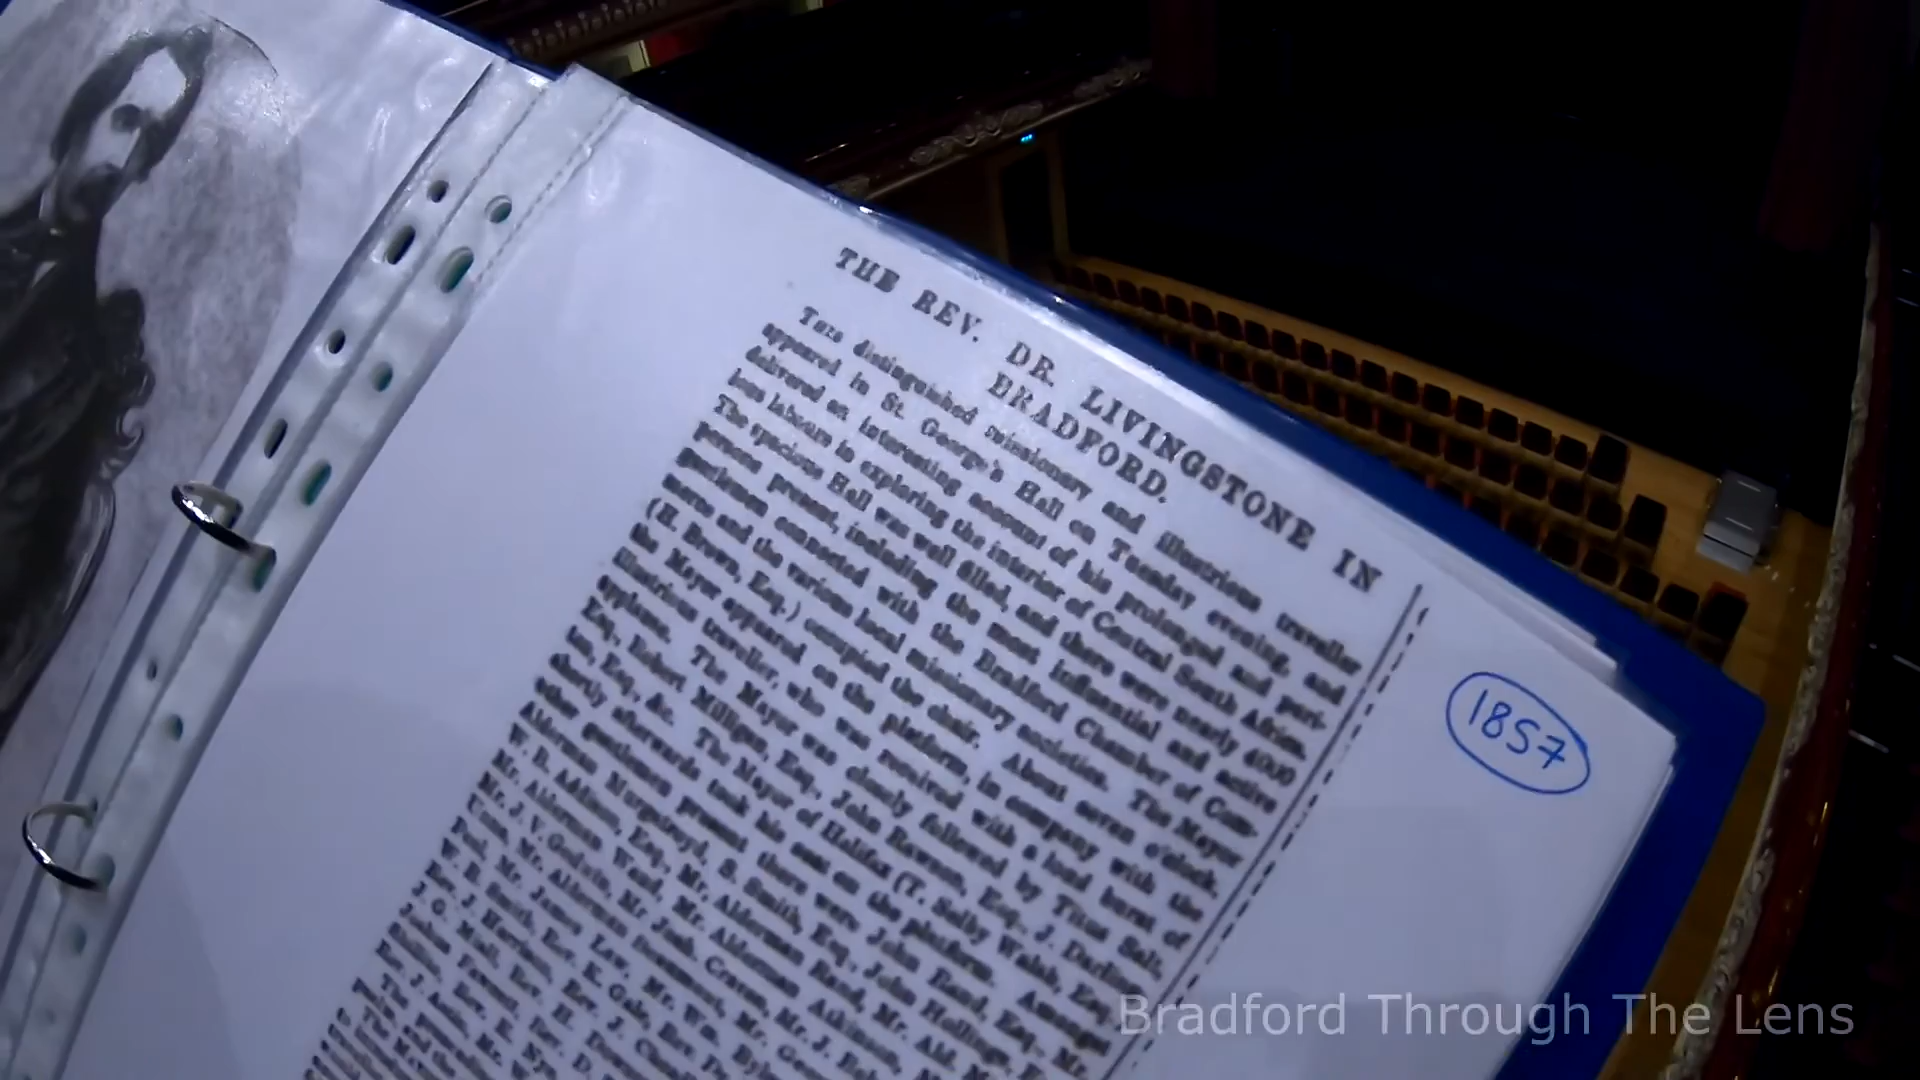 THE REV. DR. LIVINGSTONE IN
BRADFORD.
This distinguished missionary and illustrious traveller
appeared in St. George's Hall on Tuesday evening, and
delivered an interesting account of his prolonged and peri-
lous labours in exploring the interior of Central South Africa.
The spacious Hall was well filled, and there were nearly 4000
persons present, including the most influential and active
gentlemen connected with the Bradford Chamber of Com-
merce and the various local missionary societies. The Mayor
(H. Brown, Esq.) occupied the chair. About seven o'clock,
the Mayor appeared on the platform, in company with the
illustrious traveller, who was received with a loud burst of
applause. The Mayor was closely followed by Titus Salt,
Esq., Robert Milligan, Esq., John Rawson, Esq., J. Darlin
ton, Esq., &c. The Mayor of Halifax (T. Selby Walsh, Esq.
shortly afterwards took his seat on the platform. Amongst
other gentlemen present there were John Rand, Esq., Mr.
Alderman Murgatroyd, S. Smith, Esq., John Hollings,
W. B. Addison, Esq., Mr. Alderman Rand, Mr. Ald.
Mr. Alderman West, Mr. Alderman Atkinson,
Mr. J. V. Godwin, Mr. Josh. Craven, Mr. J.
1857
Bradford Through The Lens